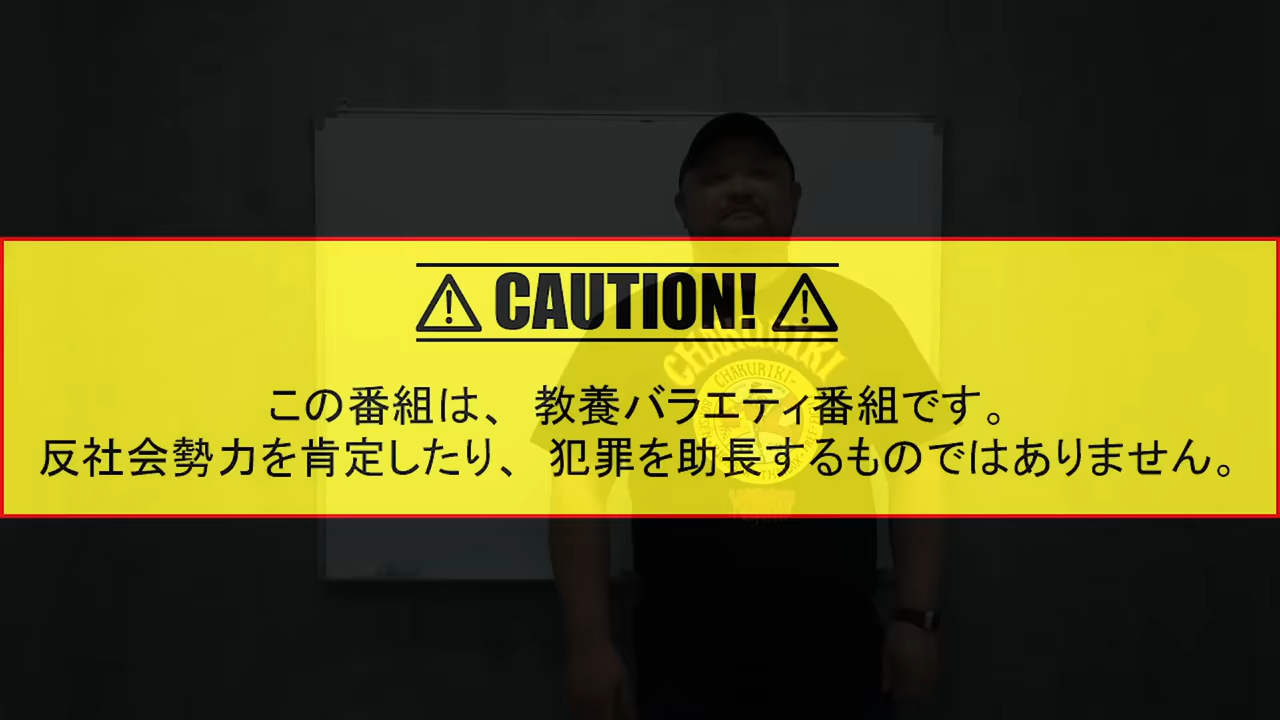 CAUTION!
この番組は、教養バラエティ番組です。
反社会勢力を肯定したり、犯罪を助長するものではありません。
CHAKURIKI
CHAKURIKI